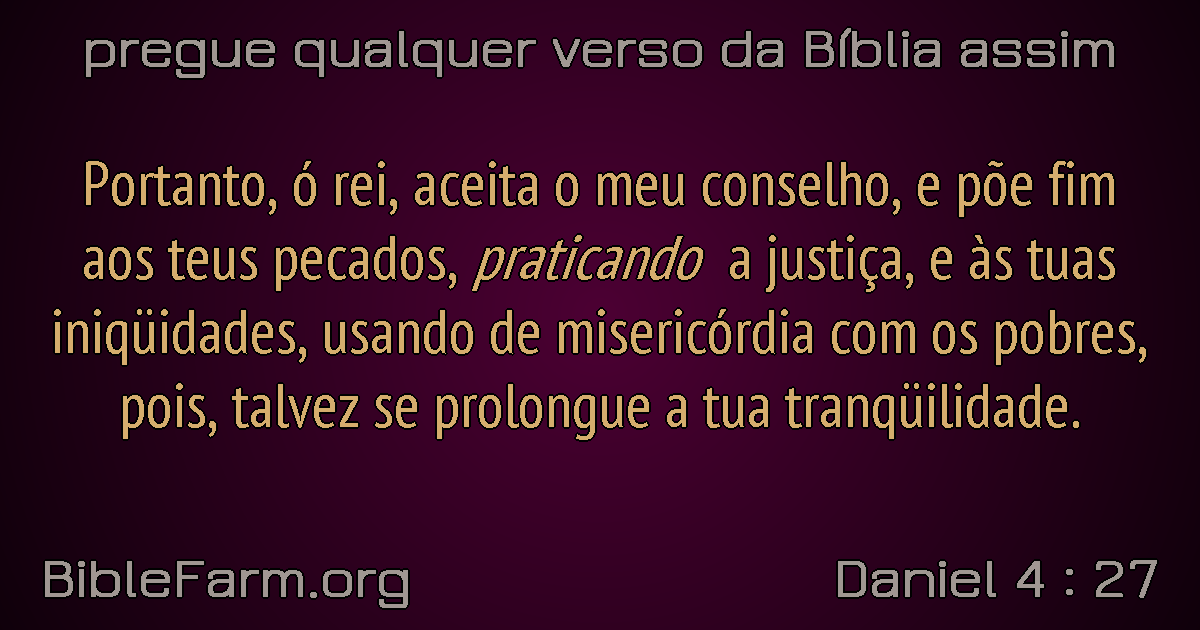 pregue qualquer verso da Bíblia assim
Portanto, ó rei, aceita o meu conselho, e põe fim
aos teus pecados, praticando a justiça, e às tuas
iniqüidades, usando de misericórdia com os pobres,
pois, talvez se prolongue a tua tranqüilidade.
BibleFarm.org
Daniel 4 : 27